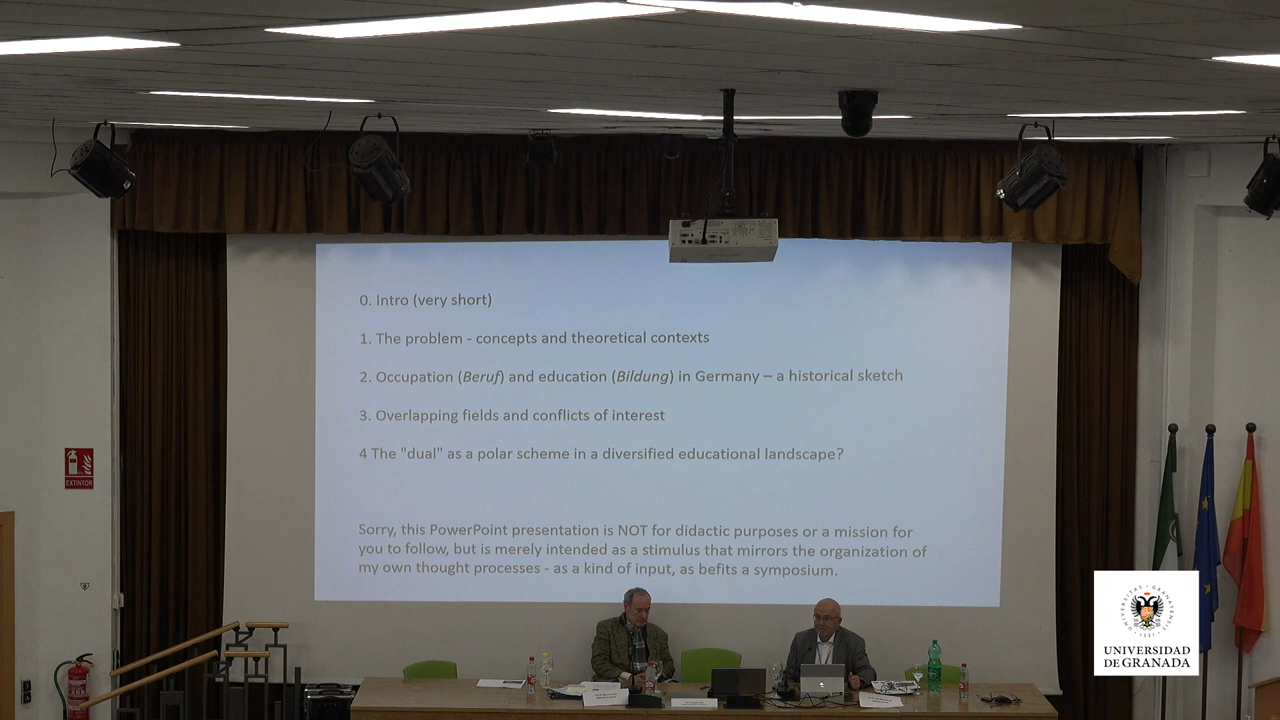 0. Intro (very short)
1. The problem - concepts and theoretical contexts
2. Occupation (Beruf) and education (Bildung) in Germany – a historical sketch
3. Overlapping fields and conflicts of interest
4 The "dual" as a polar scheme in a diversified educational landscape?
Sorry, this PowerPoint presentation is NOT for didactic purposes or a mission for
you to follow, but is merely intended as a stimulus that mirrors the organization of
my own thought processes - as a kind of input, as befits a symposium.
EXTINTOR
UNIVERSIDAD
DE GRANADA